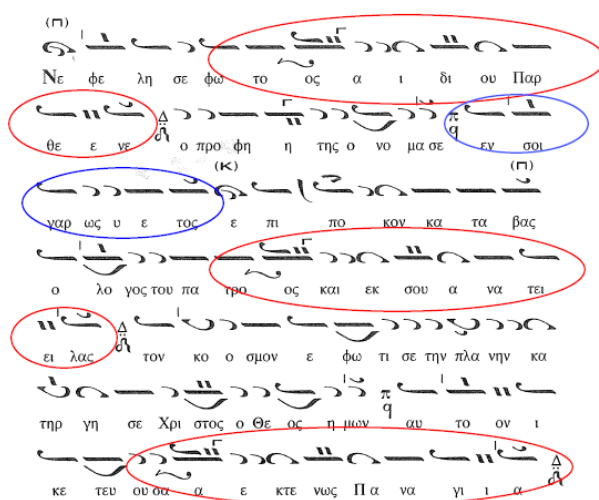 (Π)
Νε φε λη σε φω το ος α ι δι ου Παρ
θε ε νε Δ ο προ φη η της ο νο μα σε π q εν σοι
(Κ) (Π)
γαρ ως υ ε τος ε πι πο κον κα τα βας
ο λο γος του πα τρο ος και εκ σου α να τει
ει λας Δ τον κο ο σμον ε φω τι σε την πλα νην κα
τηρ γη σε Χρι στος ο Θε ος η μων π q αυ το ον ι
κε τευ ου σα α ε κτε νως Πα να γι ι α Δ